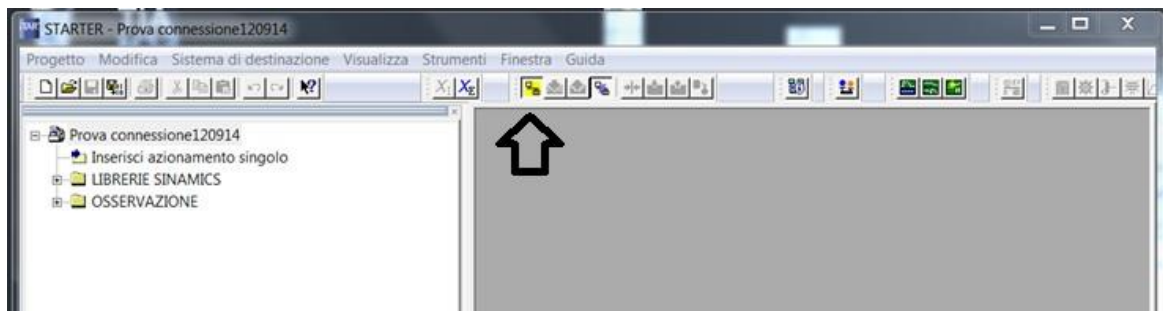 STARTER - Prova connessione120914
Progetto Modifica Sistema di destinazione Visualizza Strumenti Finestra Guida
Prova connessione120914
Inserisci azionamento singolo
LIBRERIE SINAMICS
OSSERVAZIONE